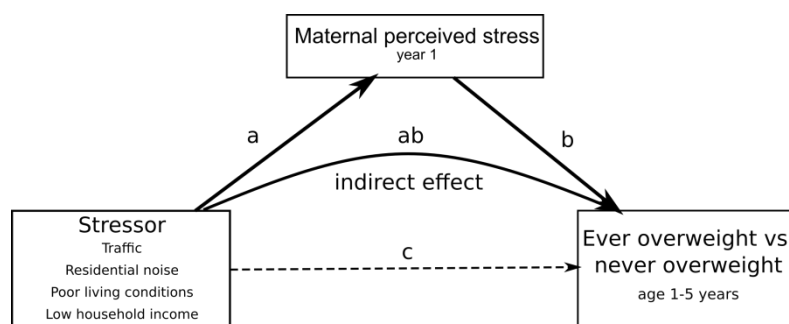 Maternal perceived stress
year 1
a
ab
b
indirect effect
Stressor
Traffic
Residential noise
Poor living conditions
Low household income
c
Ever overweight vs
never overweight
age 1-5 years